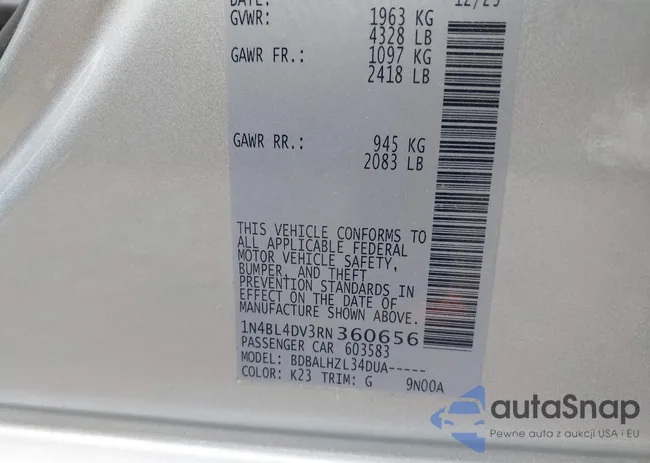 DATE: 12/23
GVWR: 1963 KG
4328 LB
GAWR FR.: 1097 KG
2418 LB
GAWR RR.: 945 KG
2083 LB
THIS VEHICLE CONFORMS TO
ALL APPLICABLE FEDERAL
MOTOR VEHICLE SAFETY,
BUMPER, AND THEFT
PREVENTION STANDARDS IN
EFFECT ON THE DATE OF
MANUFACTURE SHOWN ABOVE.
1N4BL4DV3RN360656
PASSENGER CAR 603583
MODEL: BDBALHZL34DUA-----
COLOR: K23 TRIM: G 9N00A
autaSnap
Pewne auta z aukcji USA i EU